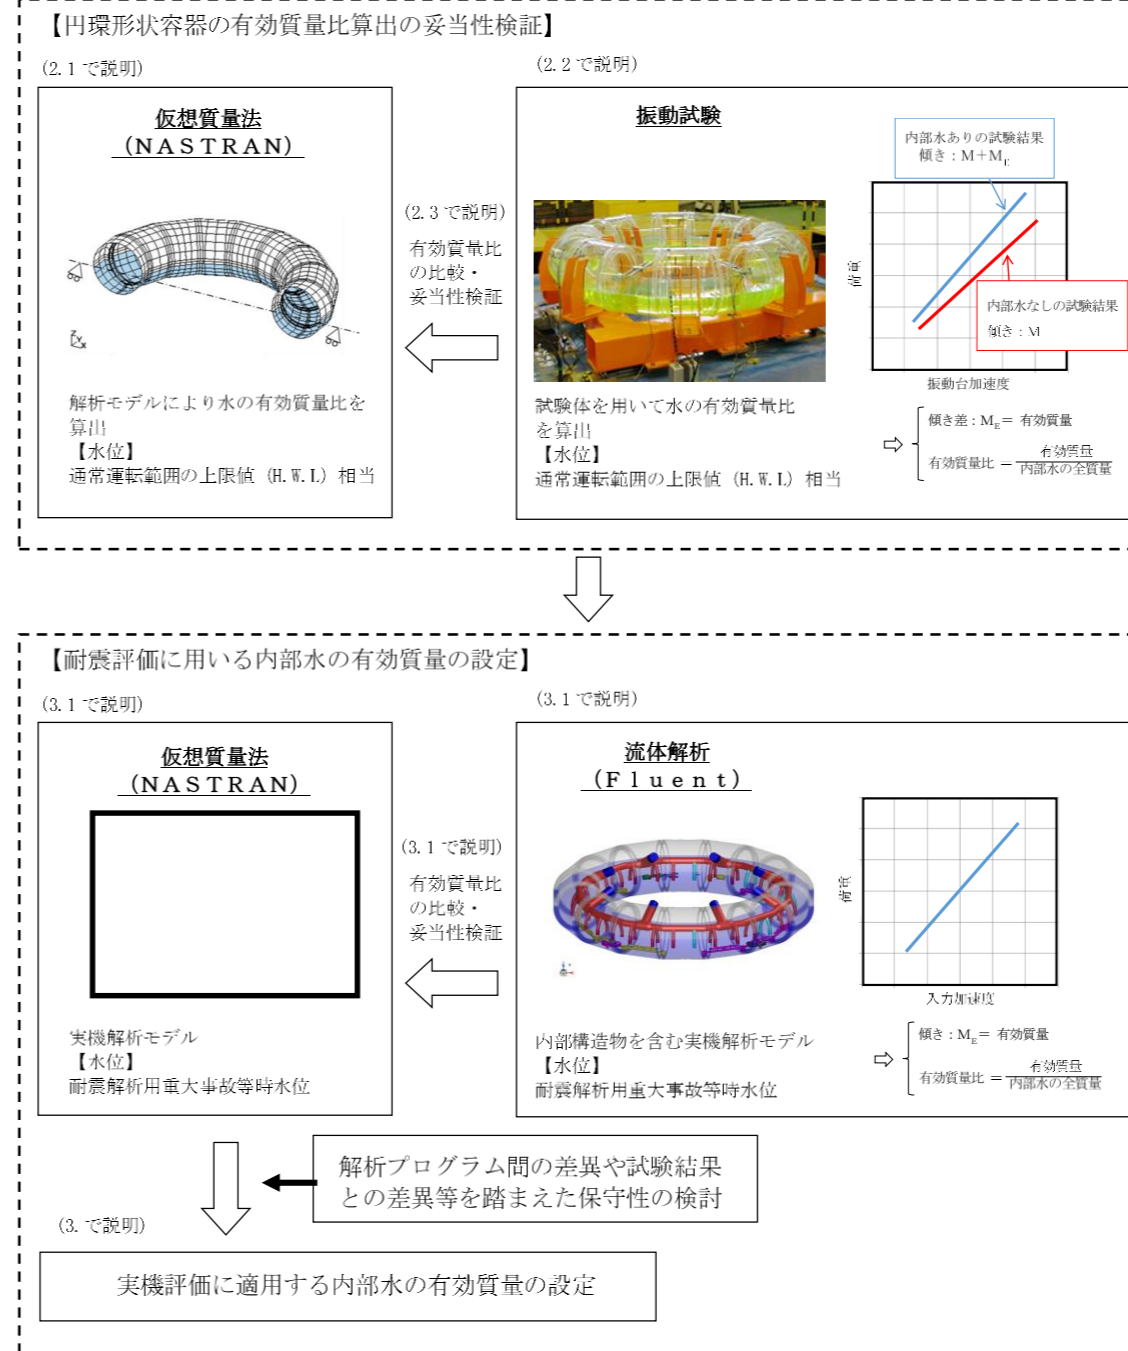 【円環形状容器の有効質量比算出の妥当性検証】
(2.1 で説明)
(2.2 で説明)
仮想質量法
(NASTRAN)
解析モデルにより水の有効質量比を
算出
【水位】
通常運転範囲の上限値 (H.W.L) 相当
(2.3 で説明)
有効質量比
の比較・
妥当性検証
振動試験
試験体を用いて水の有効質量比
を算出
【水位】
通常運転範囲の上限値 (H.W.L) 相当
内部水ありの試験結果
傾き：M＋M_E
内部水なしの試験結果
傾き：M
荷重
振動台加速度
傾き差：M_E＝ 有効質量
有効質量比 ＝ 有効質量
内部水の全質量
【耐震評価に用いる内部水の有効質量の設定】
(3.1 で説明)
(3.1 で説明)
仮想質量法
(NASTRAN)
実機解析モデル
【水位】
耐震解析用重大事故等時水位
(3.1 で説明)
有効質量比
の比較・
妥当性検証
流体解析
(Fluent)
内部構造物を含む実機解析モデル
【水位】
耐震解析用重大事故等時水位
荷重
入力加速度
傾き：M_E＝ 有効質量
有効質量比 ＝ 有効質量
内部水の全質量
解析プログラム間の差異や試験結果
との差異等を踏まえた保守性の検討
(3. で説明)
実機評価に適用する内部水の有効質量の設定